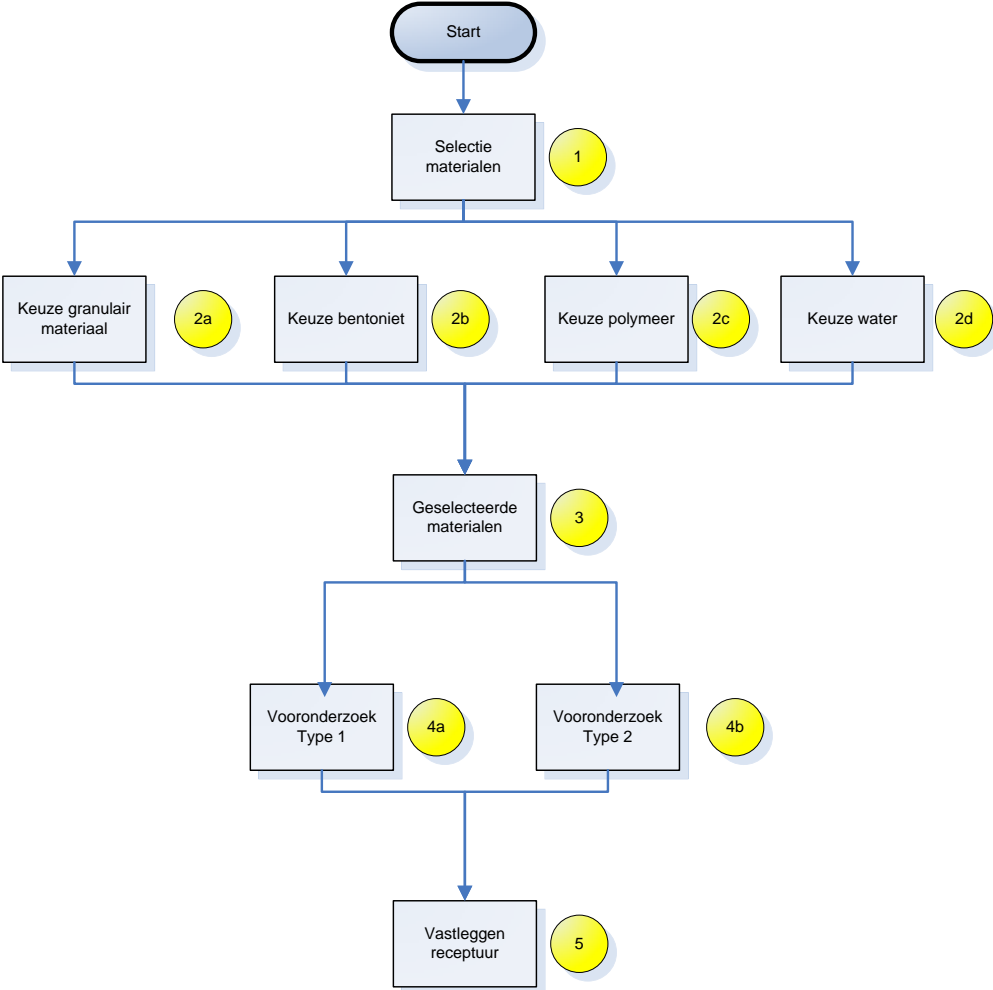 Start
Selectie
materialen
1
Keuze granulair
materiaal
2a
Keuze bentoniet
2b
Keuze polymeer
2c
Keuze water
2d
Geselecteerde
materialen
3
Vooronderzoek
Type 1
4a
Vooronderzoek
Type 2
4b
Vastleggen
receptuur
5